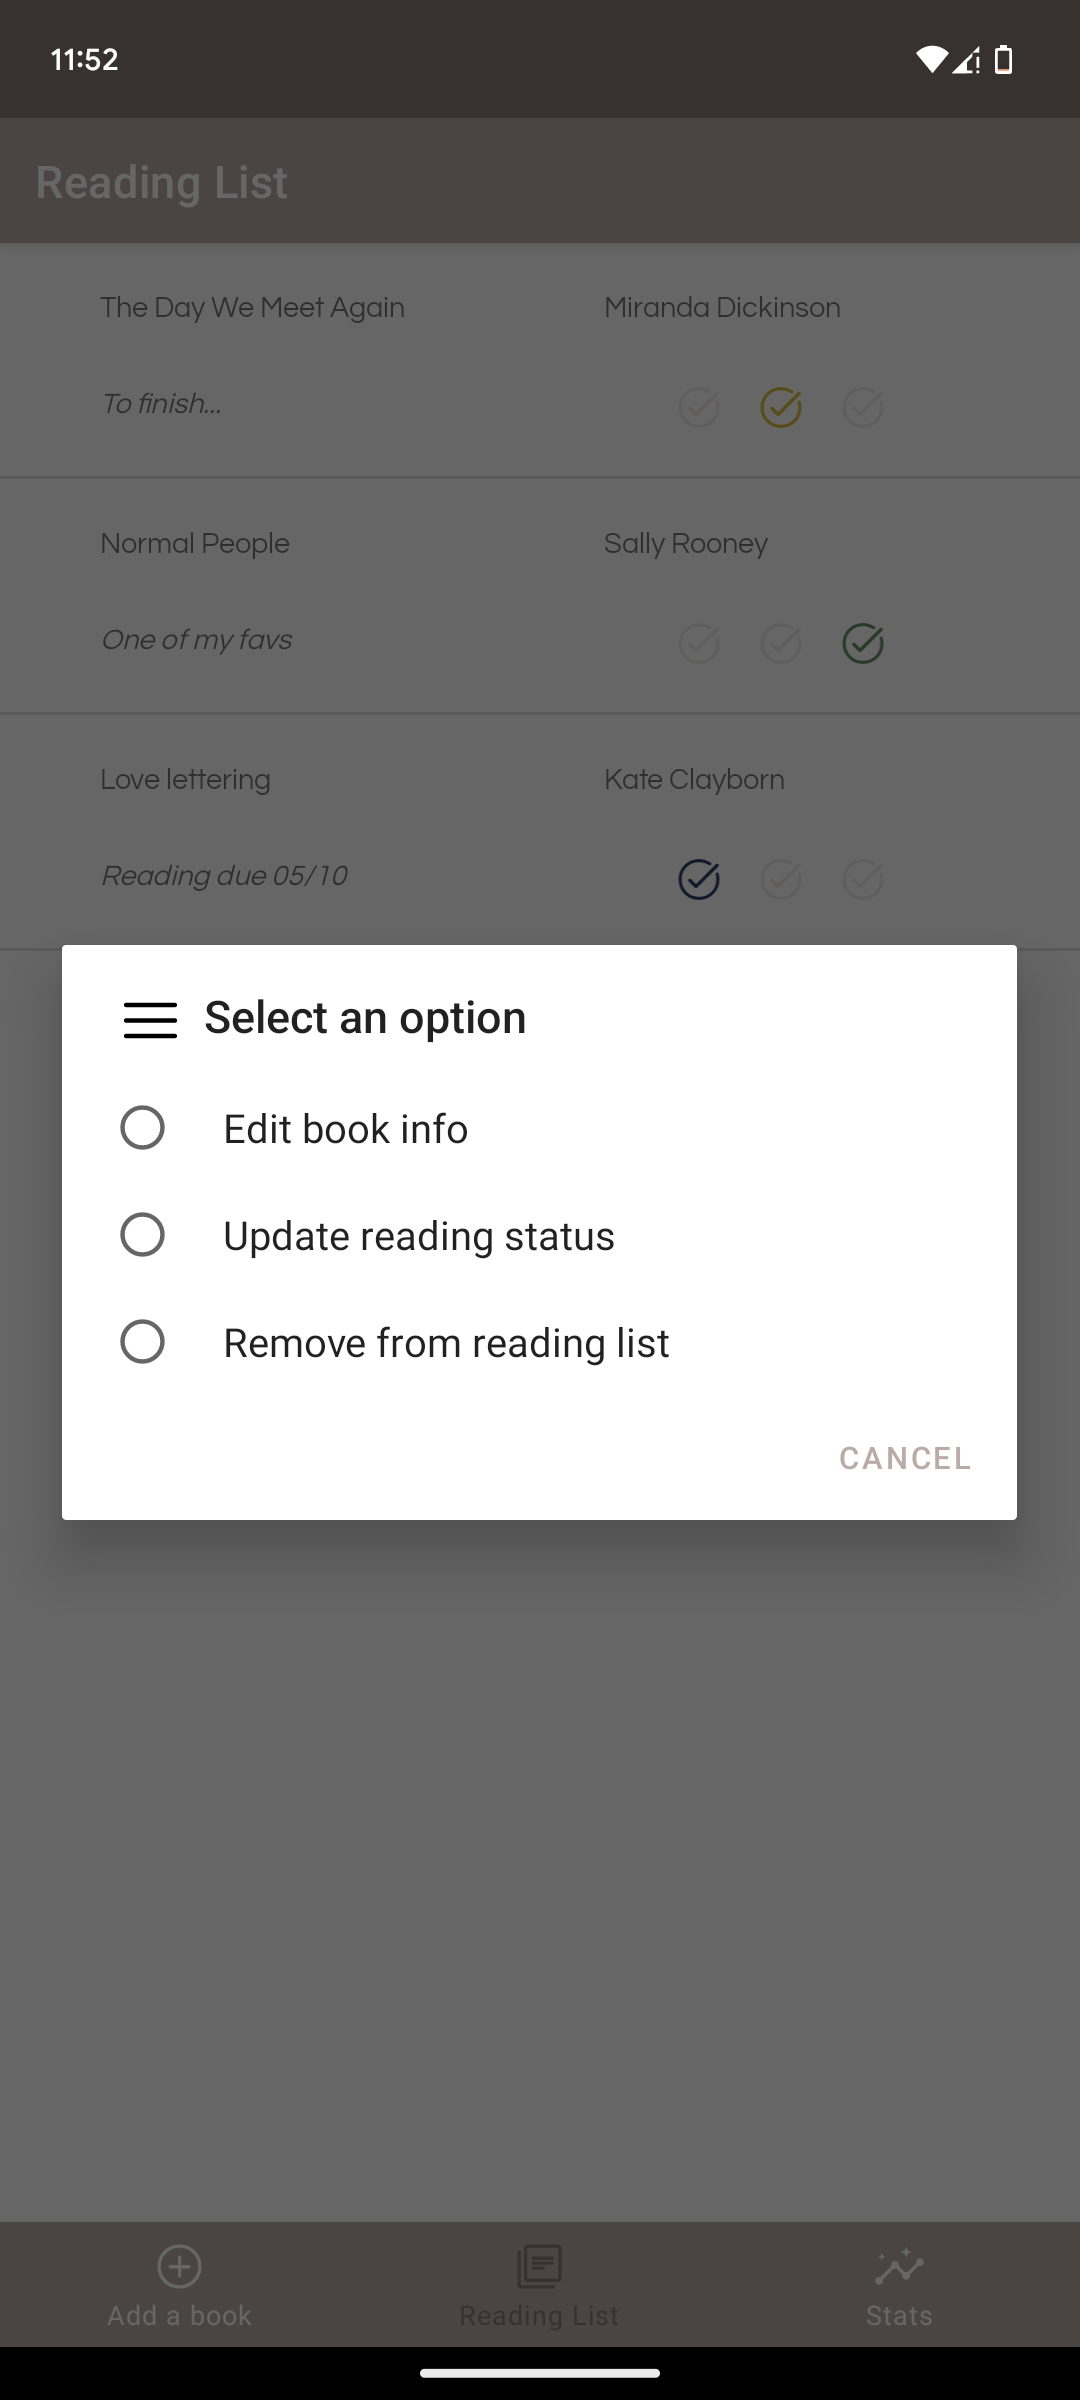 11:52
Reading List
The Day We Meet Again
Miranda Dickinson
To finish...
Normal People
Sally Rooney
One of my favs
Love lettering
Kate Clayborn
Reading due 05/10
Select an option
Edit book info
Update reading status
Remove from reading list
CANCEL
Add a book
Reading List
Stats